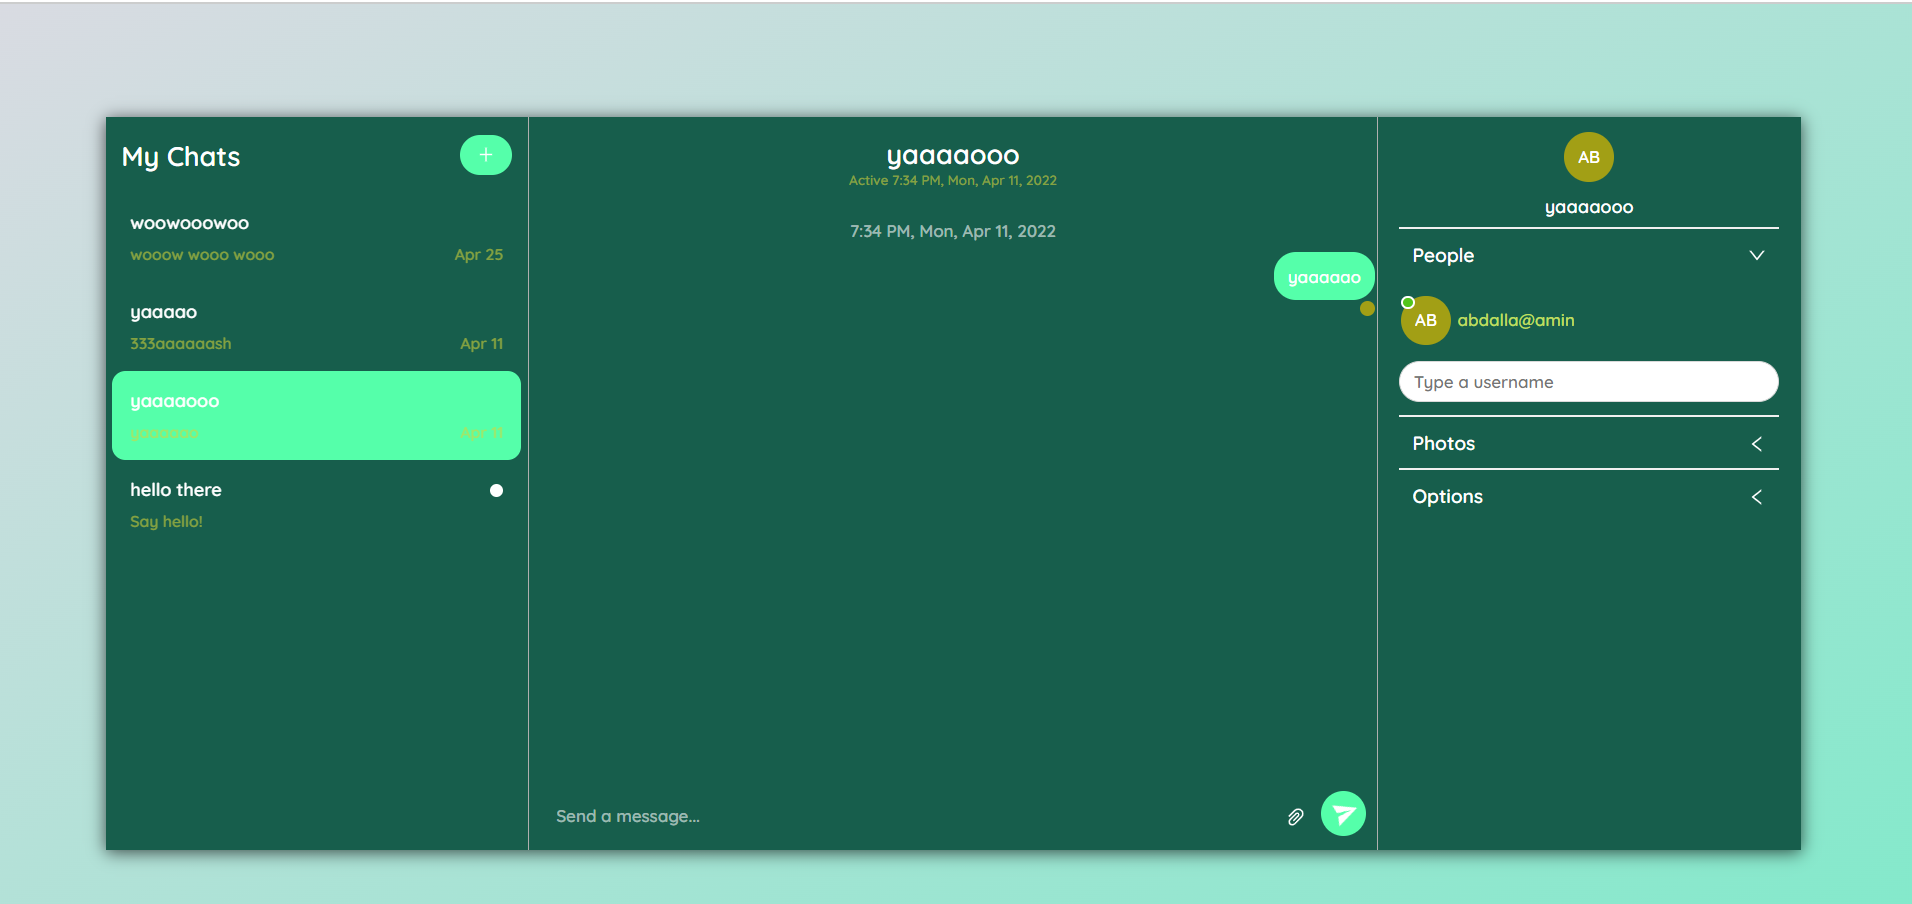 My Chats
+
woowooowoo
wooow wooo wooo Apr 25
yaaaao
333aaaaaash Apr 11
yaaaaooo
yaaaaao Apr 11
hello there
Say hello!
yaaaaooo
Active 7:34 PM, Mon, Apr 11, 2022
7:34 PM, Mon, Apr 11, 2022
yaaaaao
Send a message...
AB
yaaaaooo
People
AB abdalla@amin
Type a username
Photos
Options